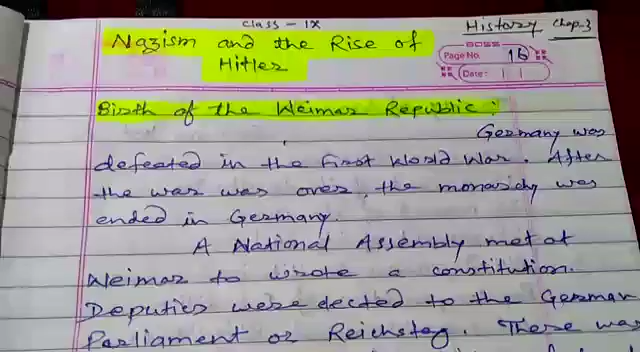 Class - IX
History Chap-3
Nazism and the Rise of
Hitler
BOSS
Page No. 16
Date:
Birth of the Weimar Republic:
Germany was
defeated in the First World War. After
the war was over, the monarchy was
ended in Germany.
A National Assembly met at
Weimar to wrote a constitution.
Deputies were elected to the German
Parliament or Reichstag. There was